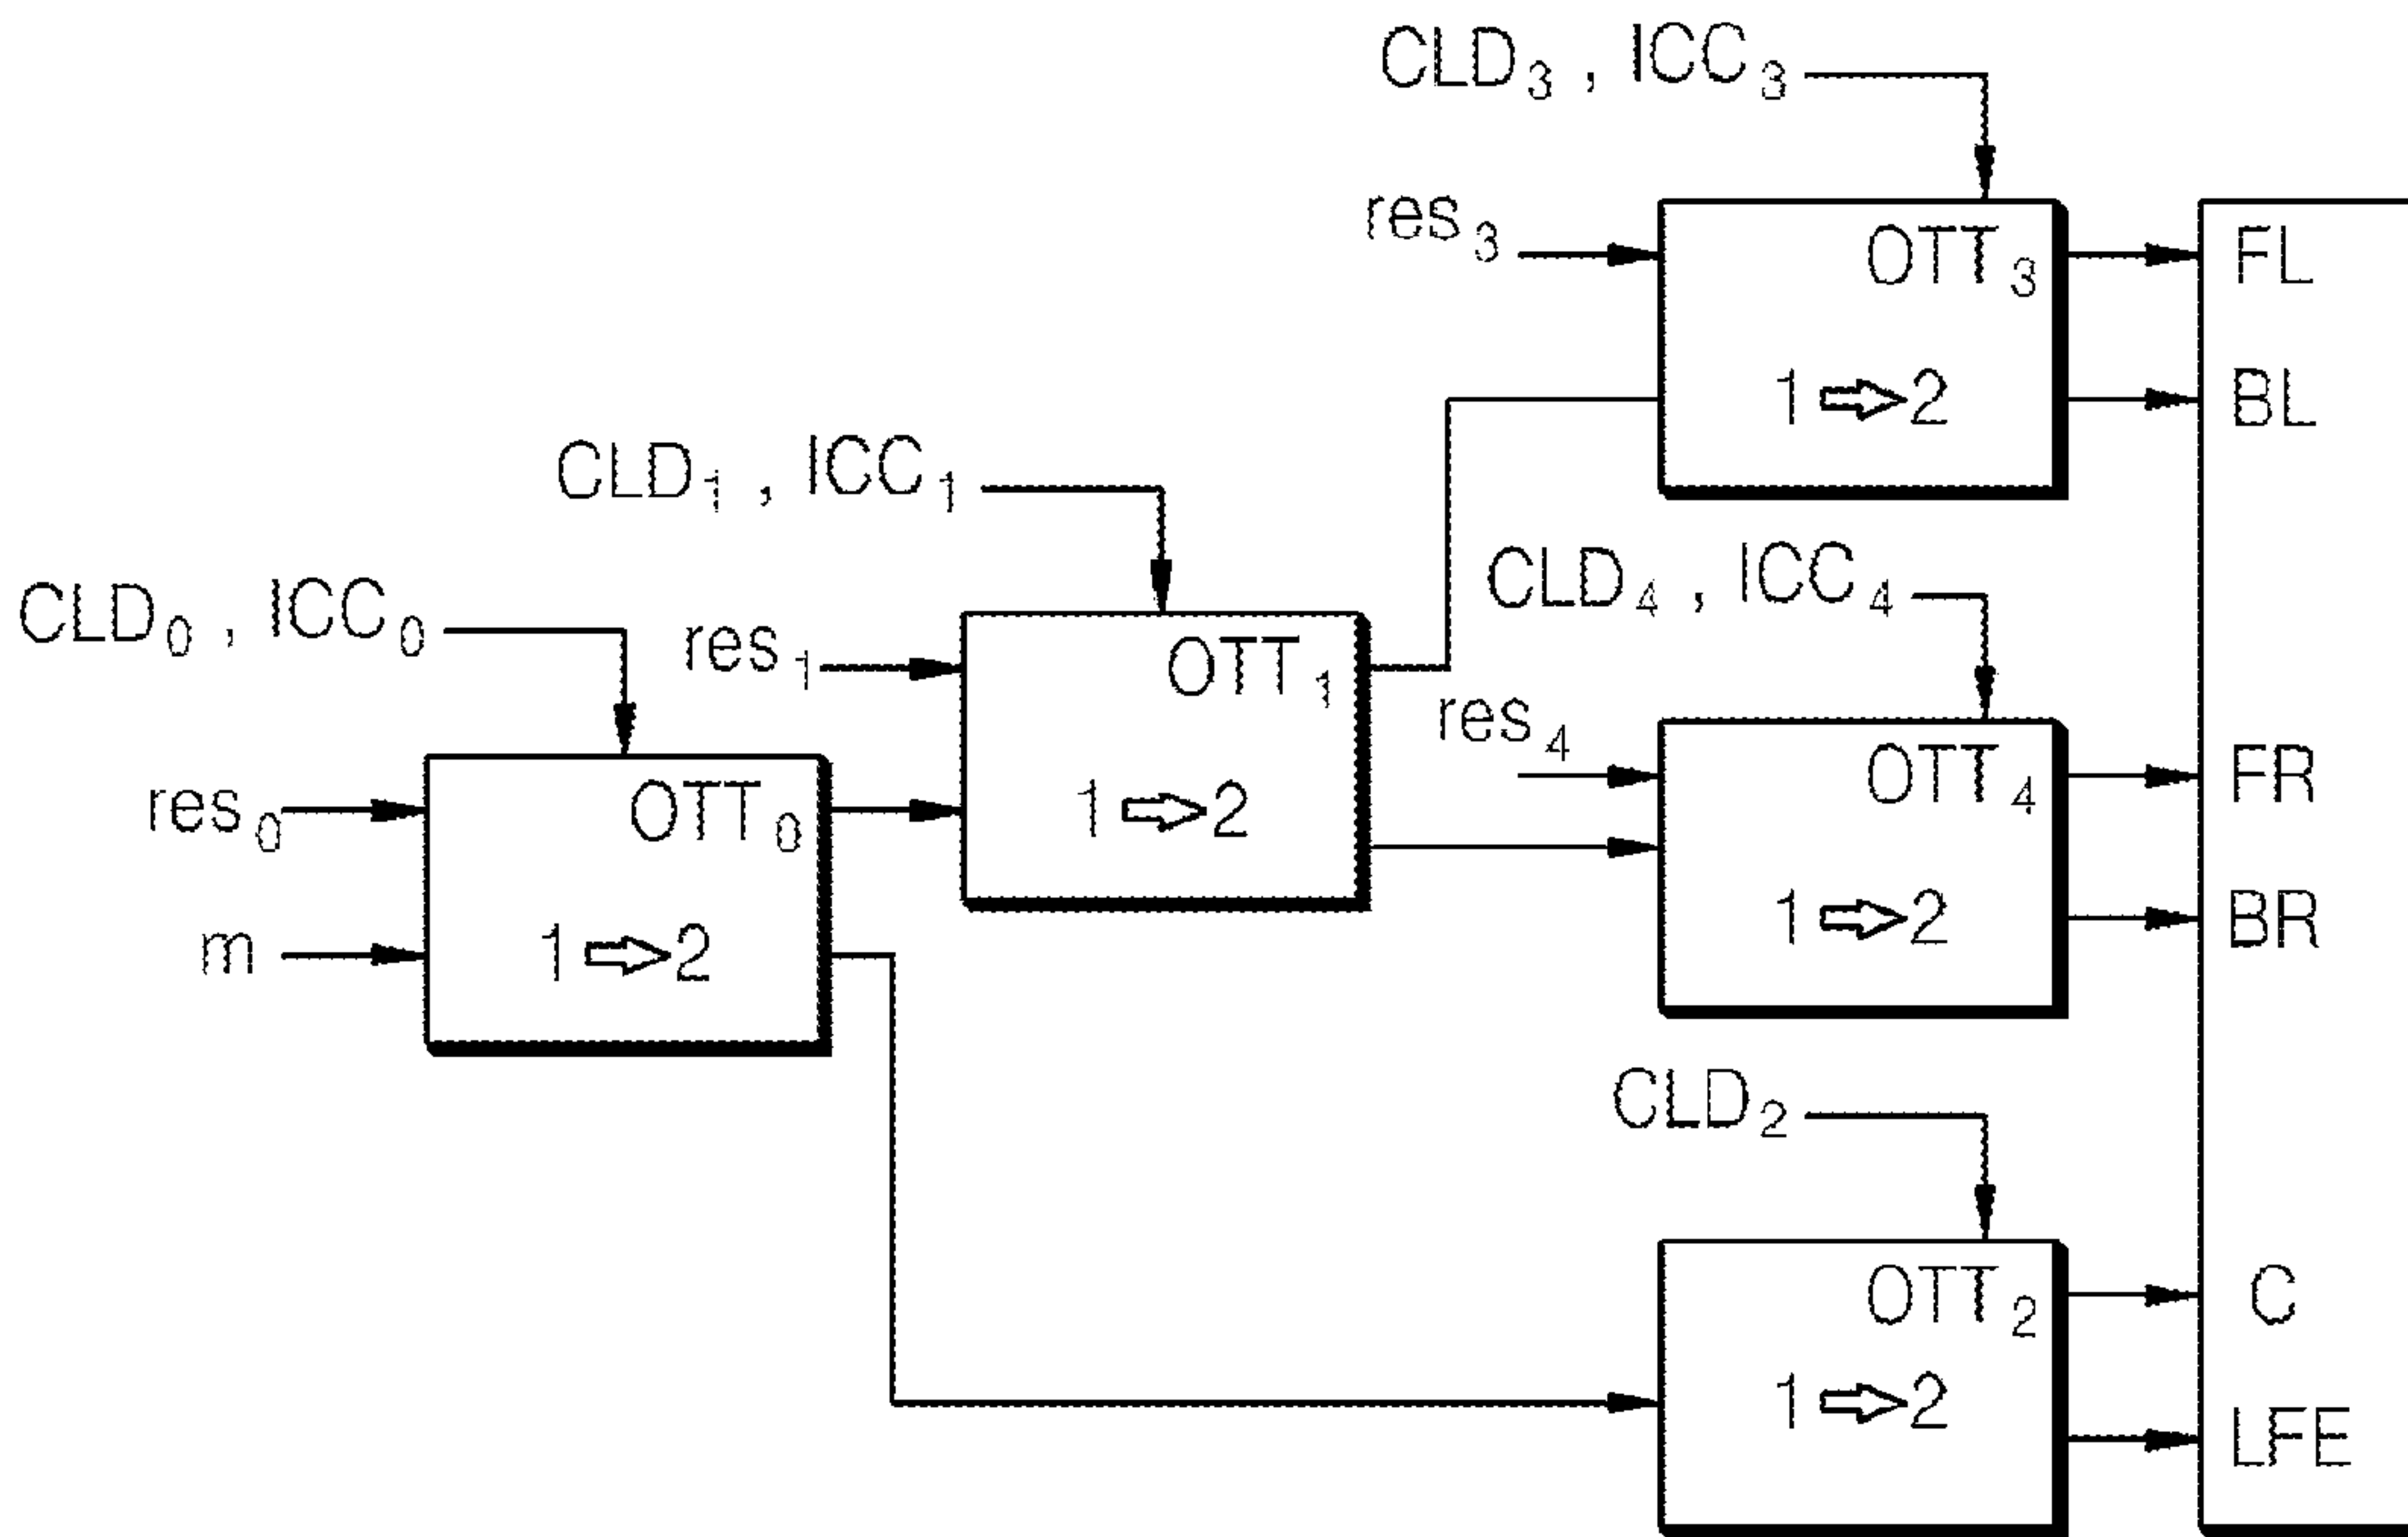 CLD₃ , ICC₃
res₃
OTT₃
FL
1⇨2
BL
CLD₁ , ICC₁
CLD₄ , ICC₄
CLD₀ , ICC₀
res₁
OTT₁
res₄
OTT₄
FR
res₀
OTT₀
1⇨2
1⇨2
BR
m
1⇨2
CLD₂
OTT₂
C
1⇨2
LFE